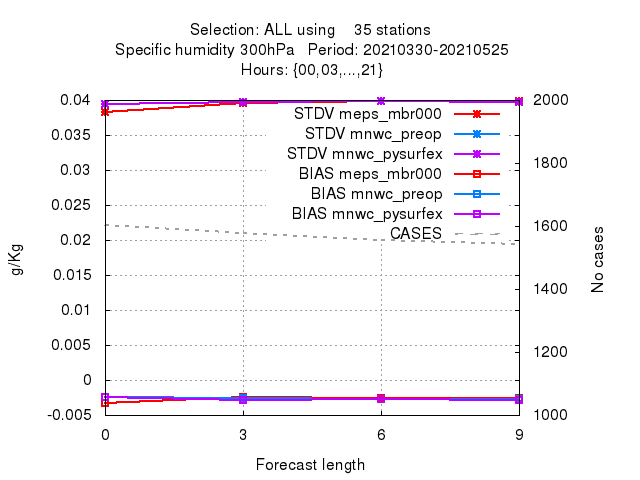 Selection: ALL using    35 stations
Specific humidity 300hPa   Period: 20210330-20210525
Hours: {00,03,...,21}
0.04
0.035
0.03
0.025
0.02
0.015
0.01
0.005
0
-0.005
g/Kg
STDV meps_mbr000
STDV mnwc_preop
STDV mnwc_pysurfex
BIAS meps_mbr000
BIAS mnwc_preop
BIAS mnwc_pysurfex
CASES
2000
1800
1600
1400
1200
1000
No cases
0 3 6 9
Forecast length